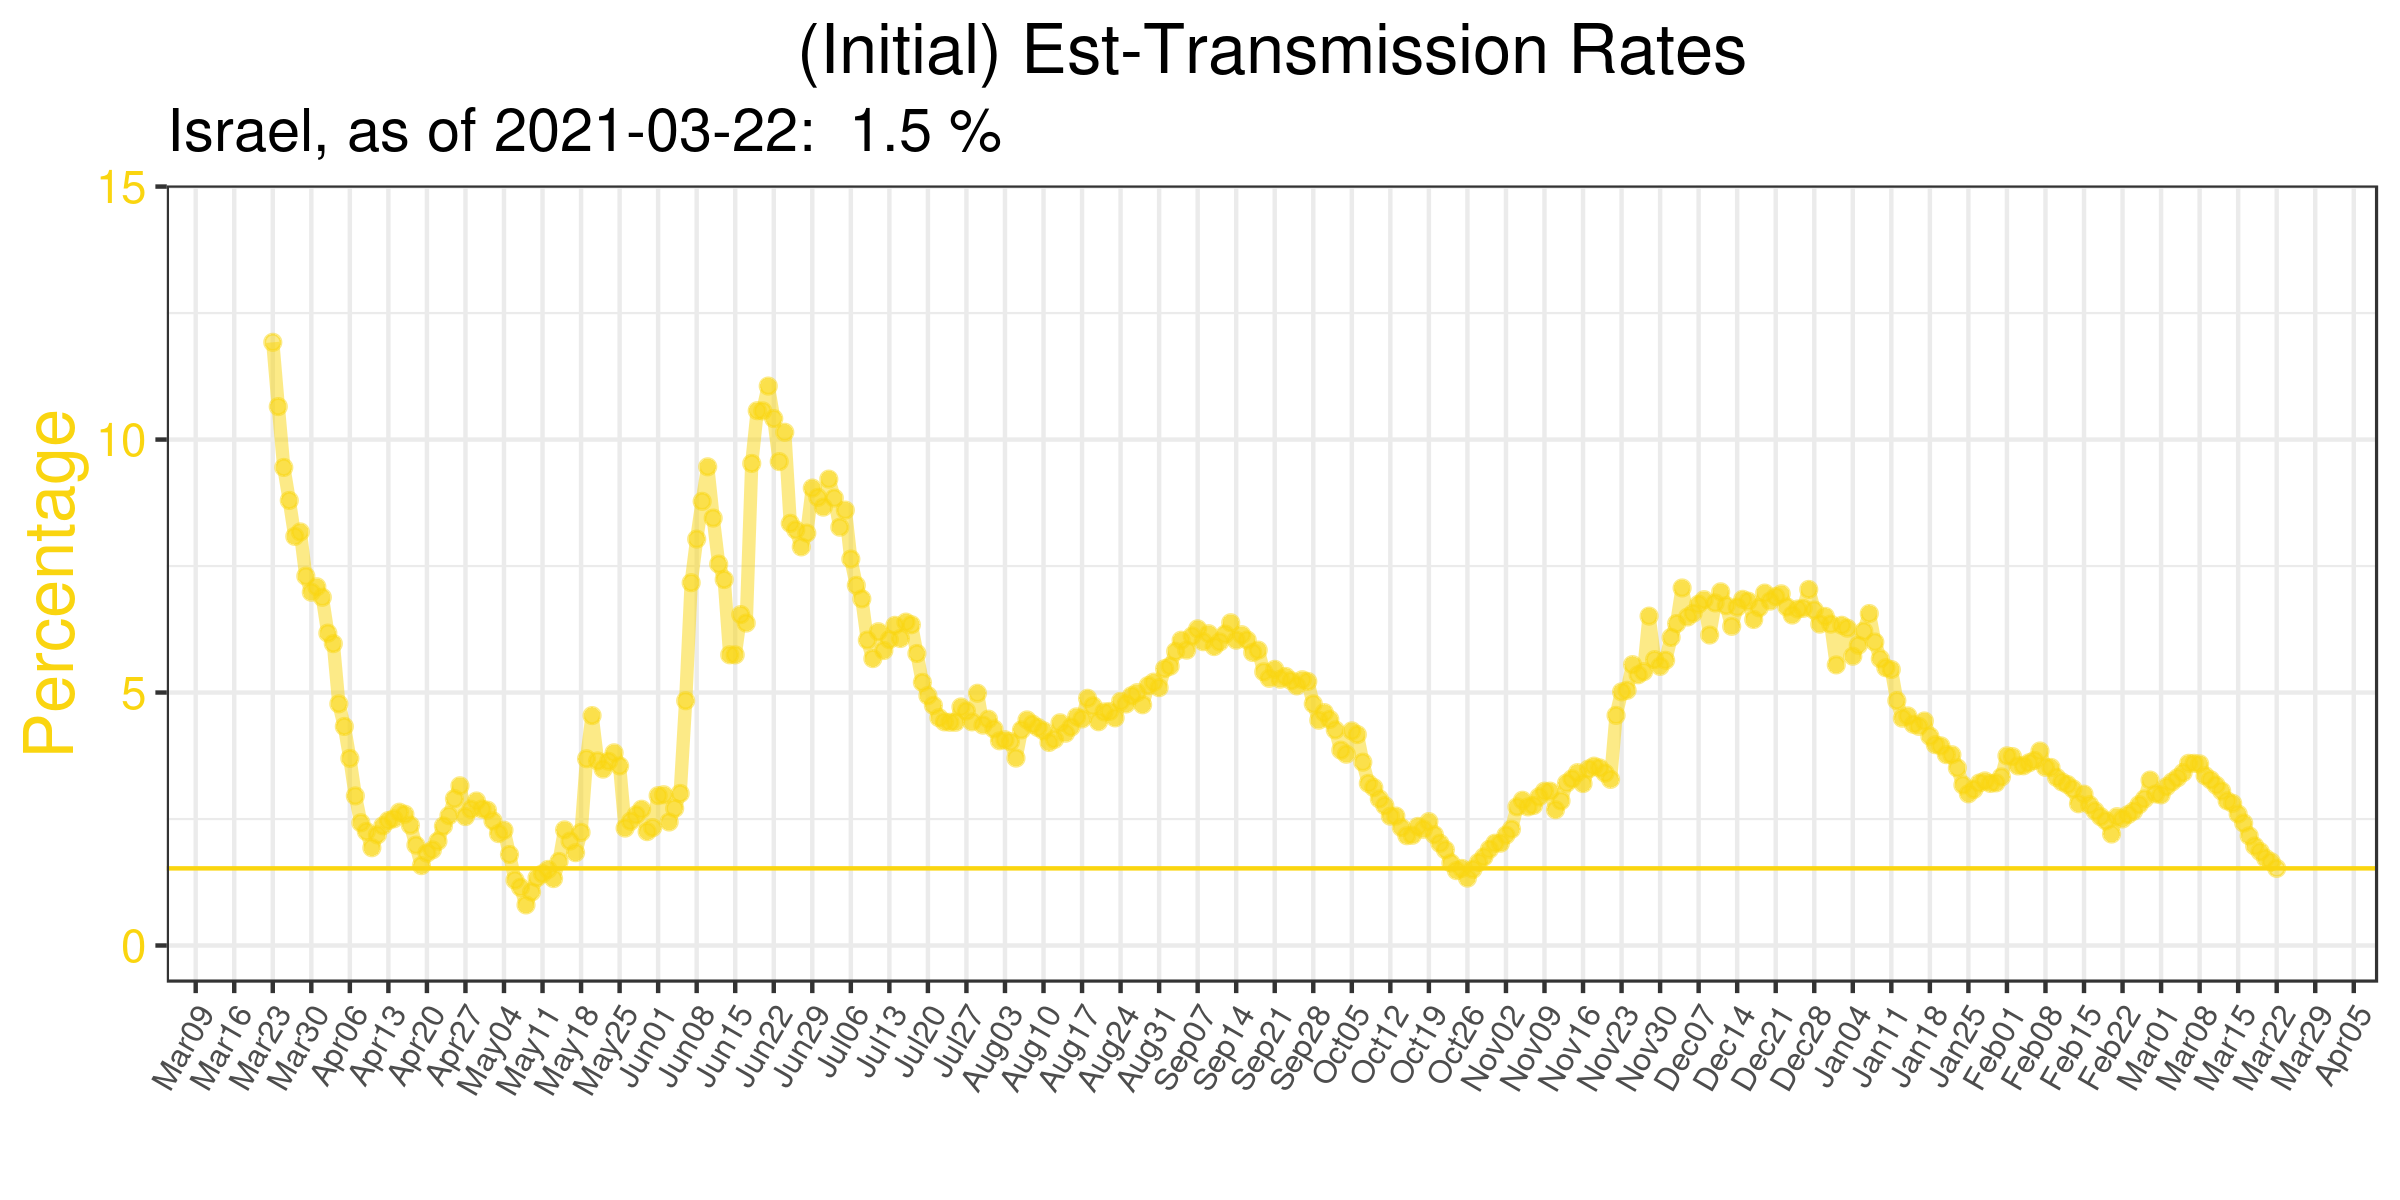 (Initial) Est-Transmission Rates
Israel, as of 2021-03-22:  1.5 %
Percentage
15
10
5
0
Mar09
Mar16
Mar23
Mar30
Apr06
Apr13
Apr20
Apr27
May04
May11
May18
May25
Jun01
Jun08
Jun15
Jun22
Jun29
Jul06
Jul13
Jul20
Jul27
Aug03
Aug10
Aug17
Aug24
Aug31
Sep07
Sep14
Sep21
Sep28
Oct05
Oct12
Oct19
Oct26
Nov02
Nov09
Nov16
Nov23
Nov30
Dec07
Dec14
Dec21
Dec28
Jan04
Jan11
Jan18
Jan25
Feb01
Feb08
Feb15
Feb22
Mar01
Mar08
Mar15
Mar22
Mar29
Apr05